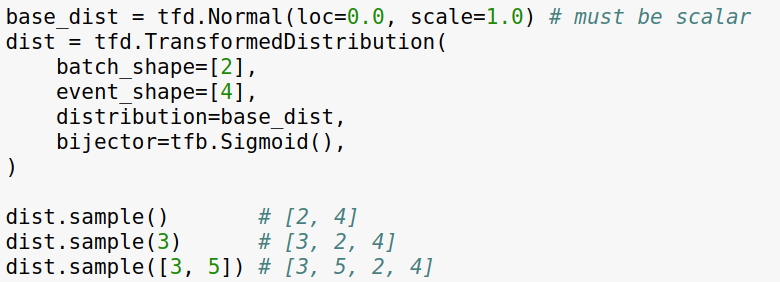 base_dist = tfd.Normal(loc=0.0, scale=1.0) # must be scalar
dist = tfd.TransformedDistribution(
    batch_shape=[2],
    event_shape=[4],
    distribution=base_dist,
    bijector=tfb.Sigmoid(),
)

dist.sample()       # [2, 4]
dist.sample(3)      # [3, 2, 4]
dist.sample([3, 5]) # [3, 5, 2, 4]